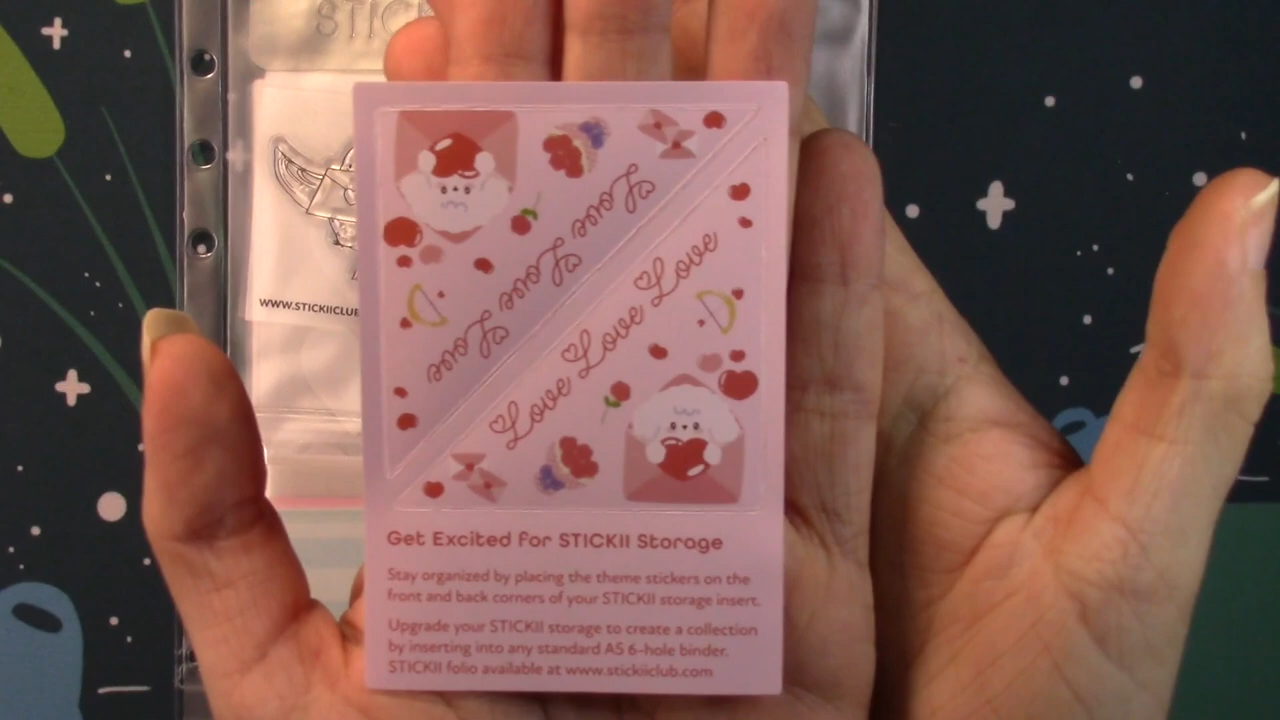 STICK
WWW.STICKIICLUB
Love Love Love
Love Love Love
Get Excited for STICKII Storage
Stay organized by placing the theme stickers on the
front and back corners of your STICKII storage insert.
Upgrade your STICKII storage to create a collection
by inserting into any standard A5 6-hole binder.
STICKII folio available at www.stickiiclub.com